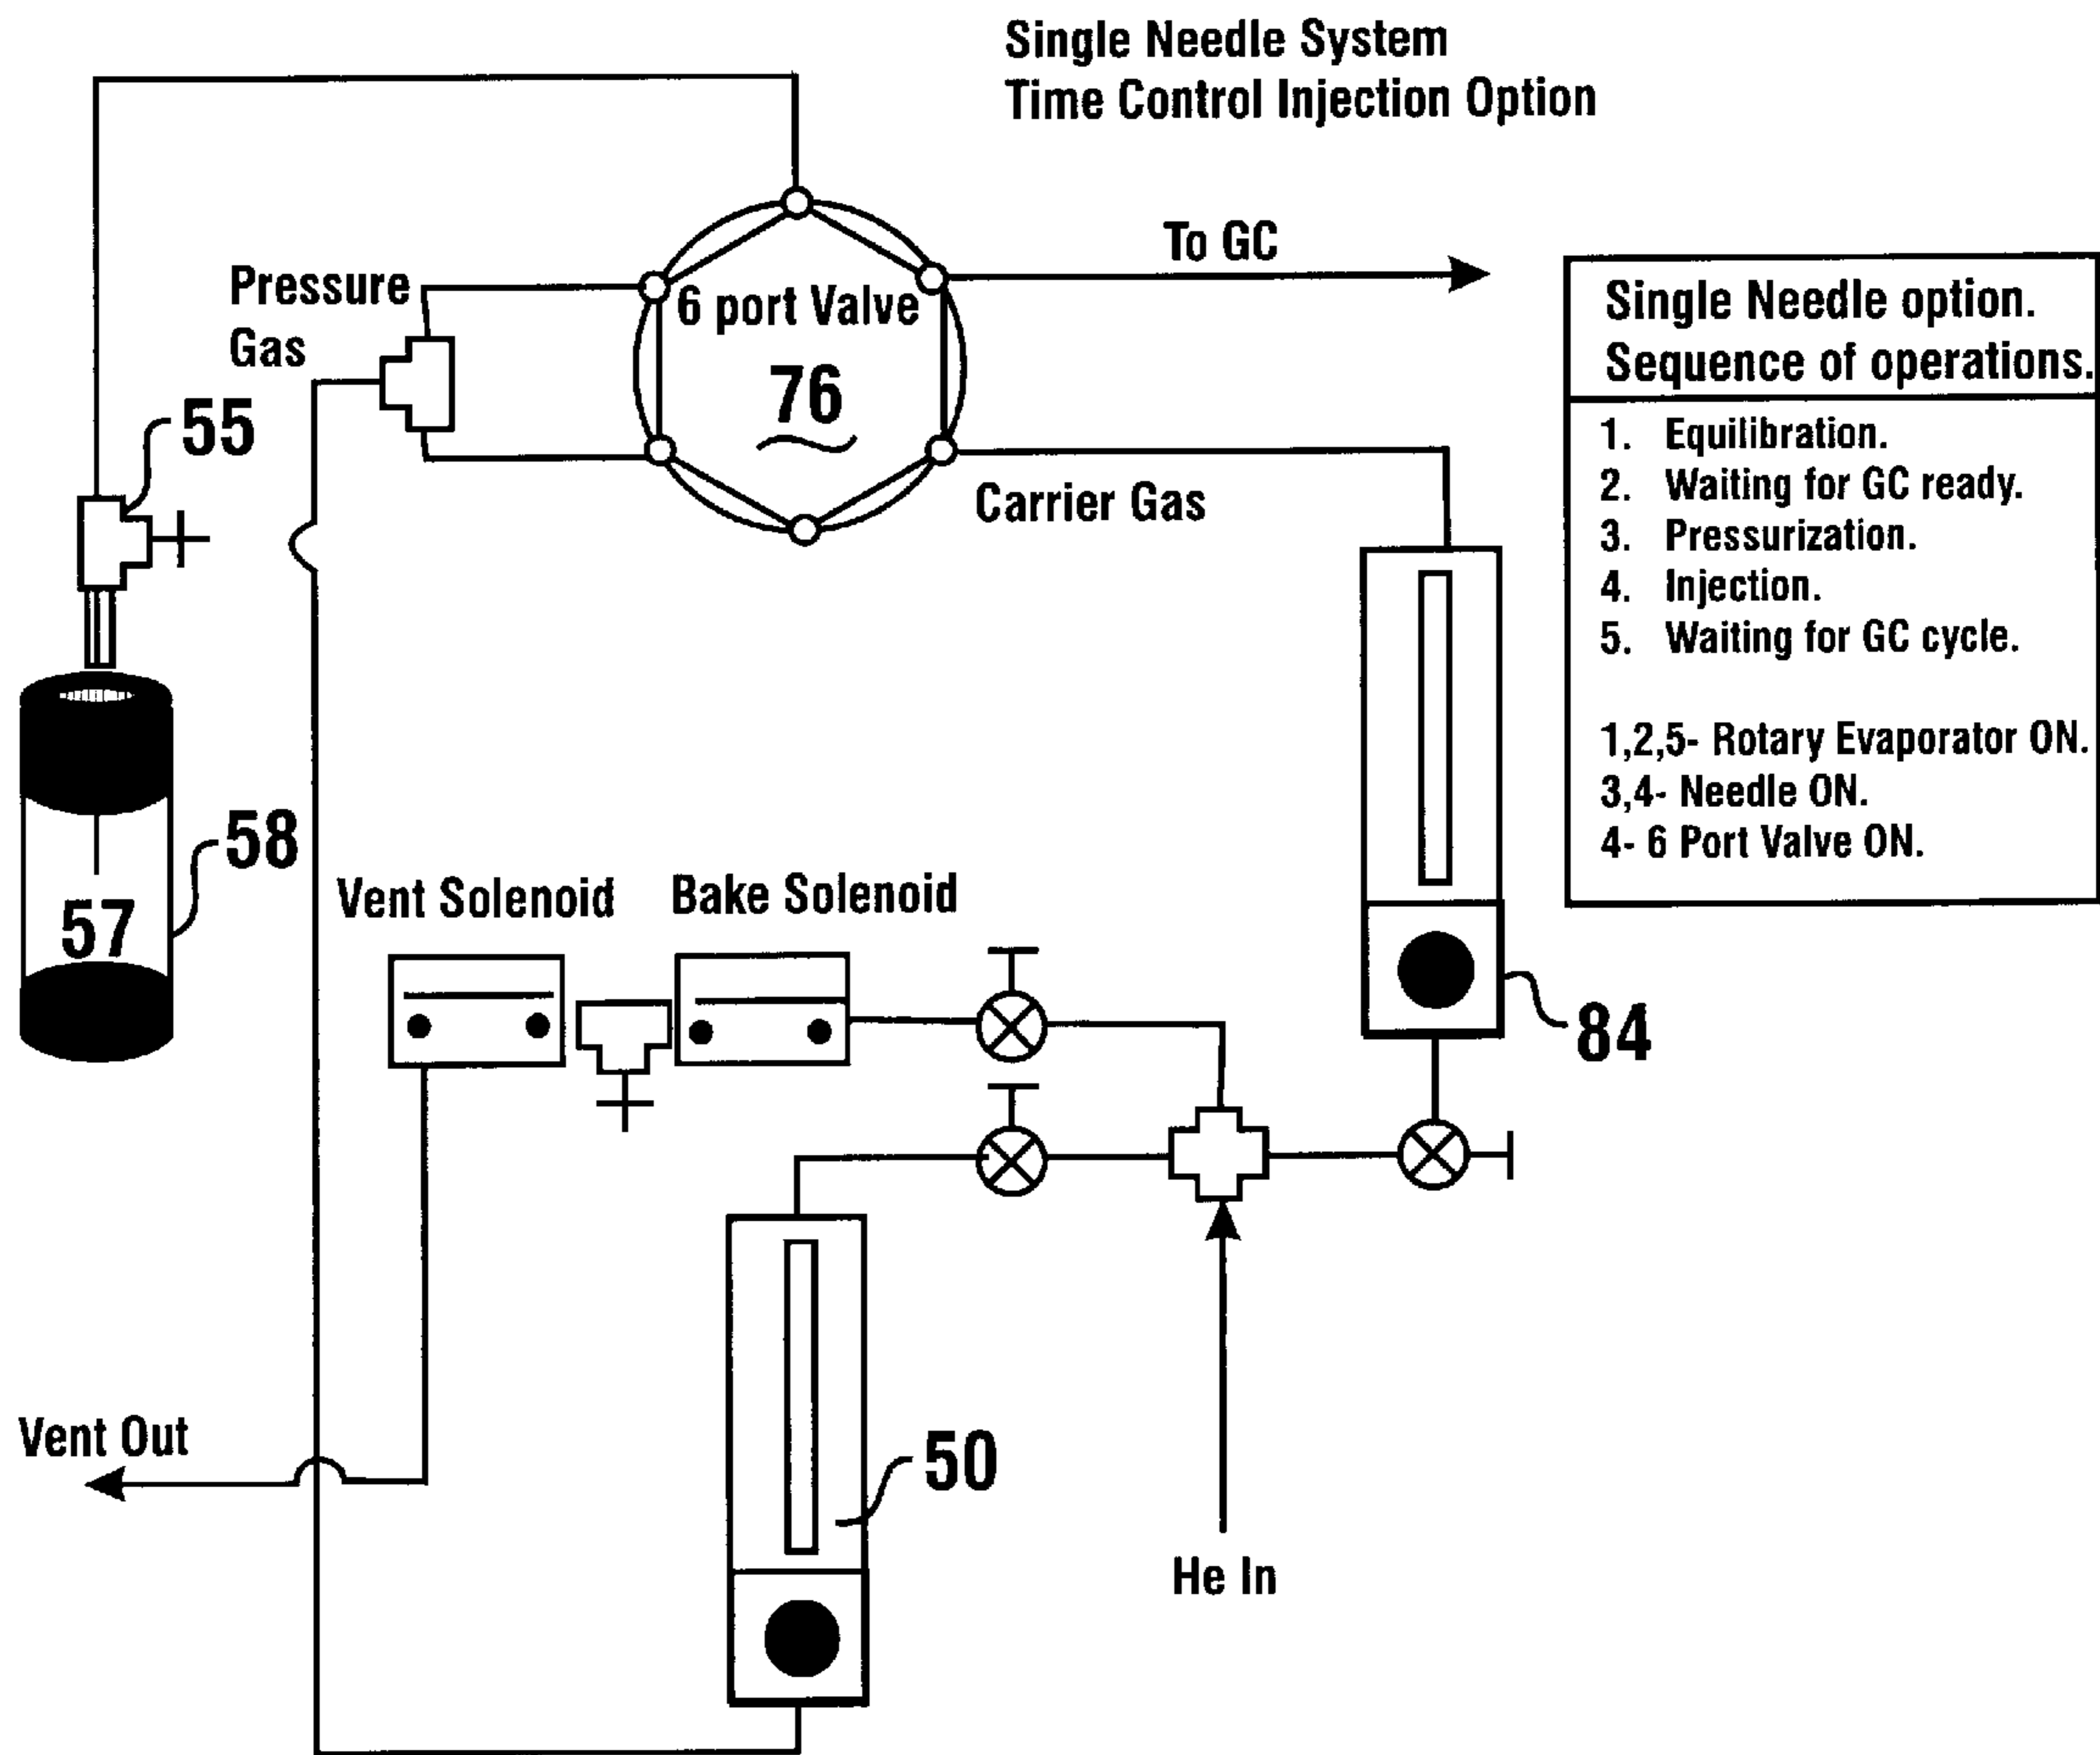 Single Needle System
Time Control Injection Option
To GC
Pressure
Gas
6 port Valve
76
55
Carrier Gas
Single Needle option.
Sequence of operations.
1. Equilibration.
2. Waiting for GC ready.
3. Pressurization.
4. Injection.
5. Waiting for GC cycle.
1,2,5- Rotary Evaporator ON.
3,4- Needle ON.
4- 6 Port Valve ON.
58
57
Vent Solenoid
Bake Solenoid
84
Vent Out
50
He In